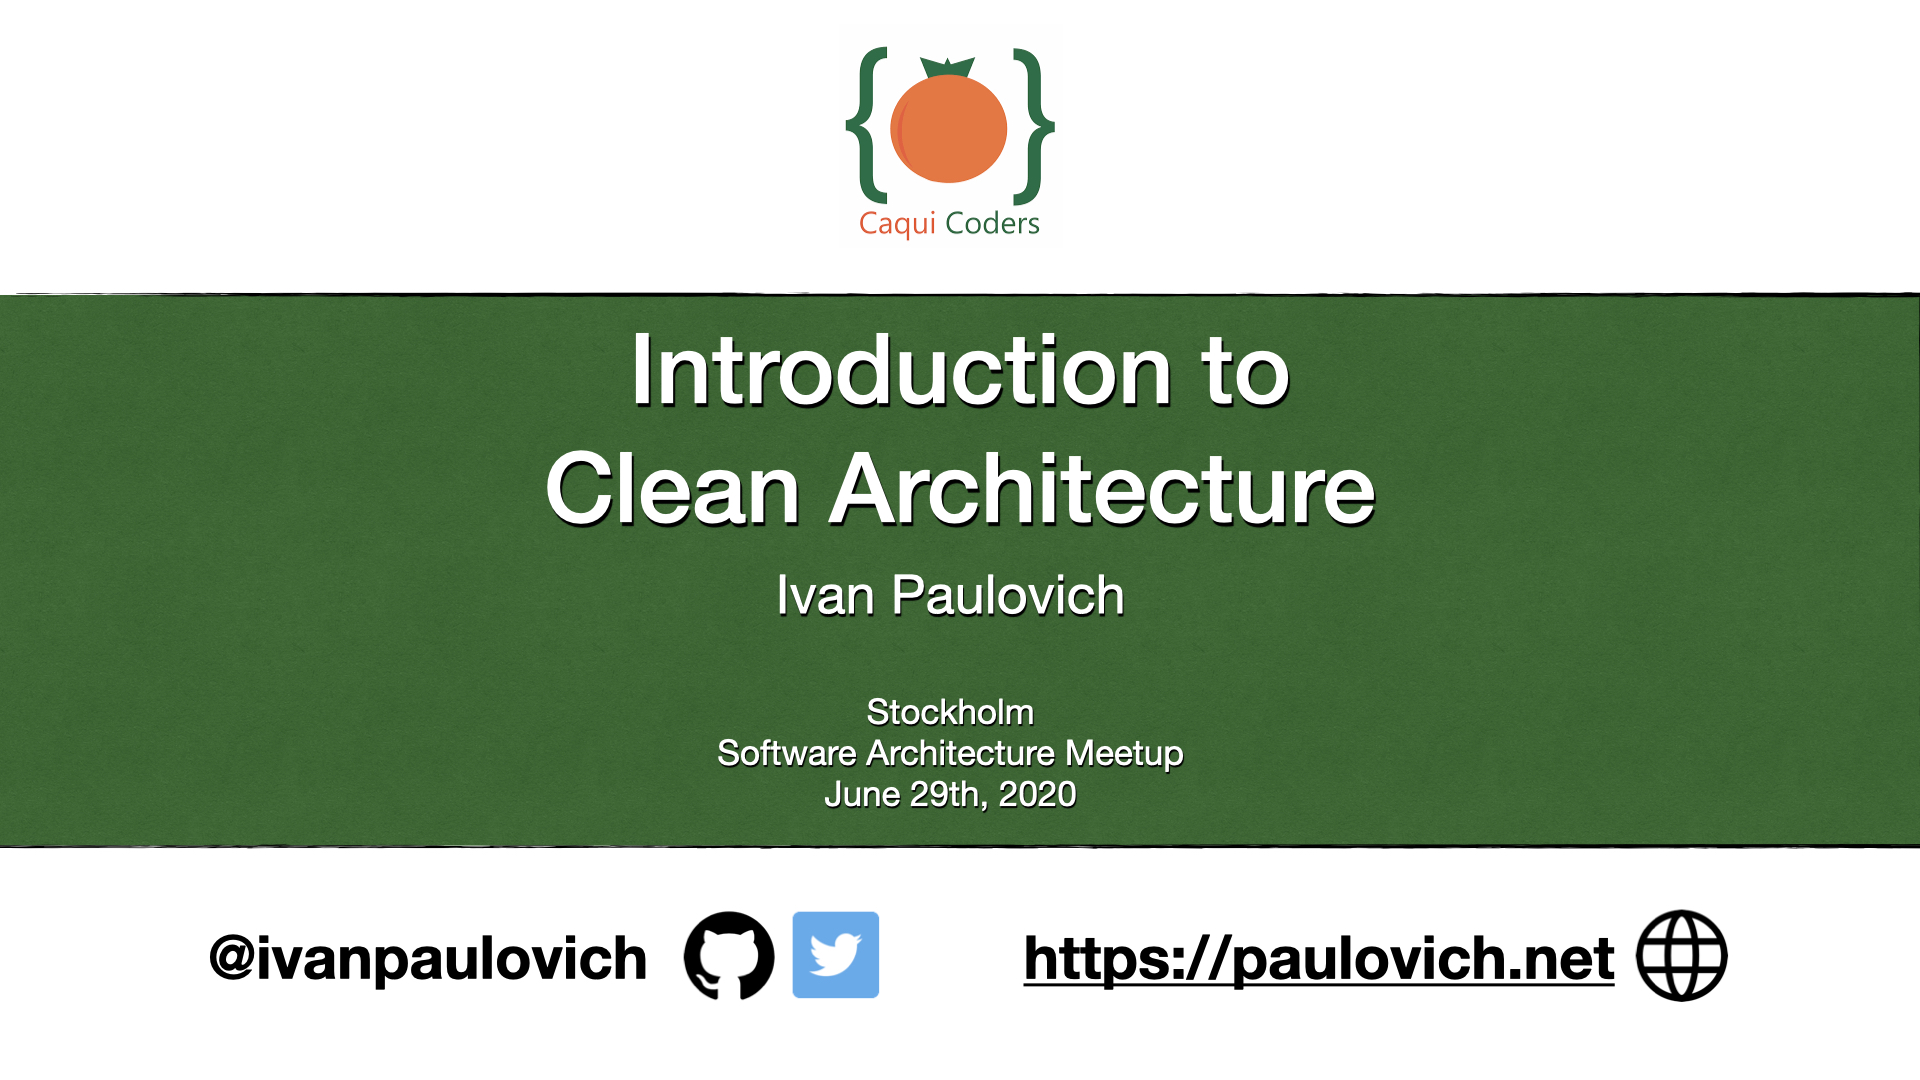 Caqui Coders
Introduction to
Clean Architecture
Ivan Paulovich
Stockholm
Software Architecture Meetup
June 29th, 2020
@ivanpaulovich
https://paulovich.net